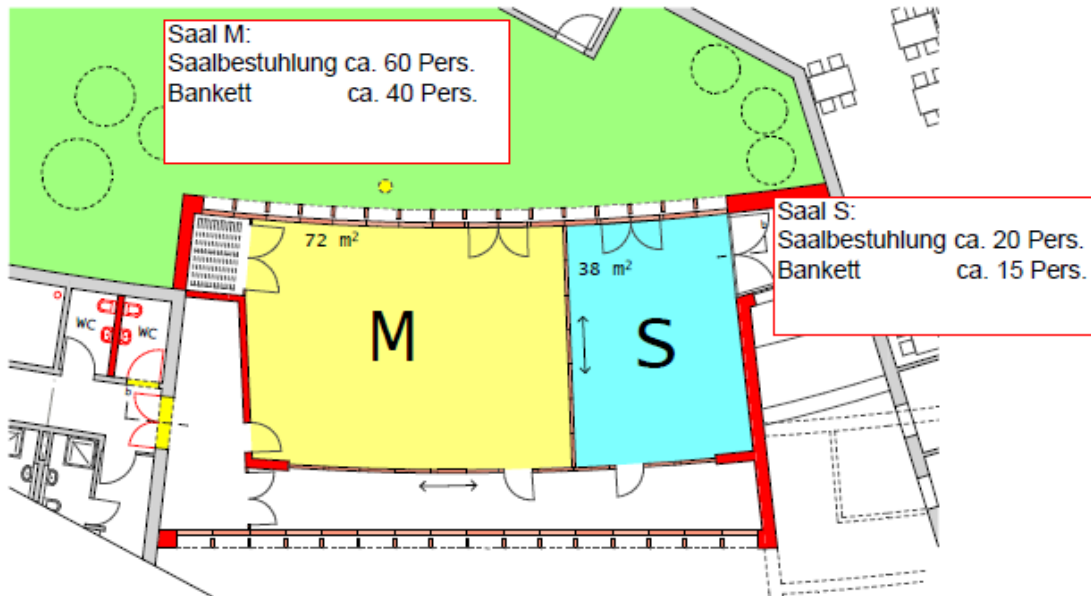 Saal M:
Saalbestuhlung ca. 60 Pers.
Bankett ca. 40 Pers.
Saal S:
Saalbestuhlung ca. 20 Pers.
Bankett ca. 15 Pers.
72 m²
38 m²
M
S
WC
WC